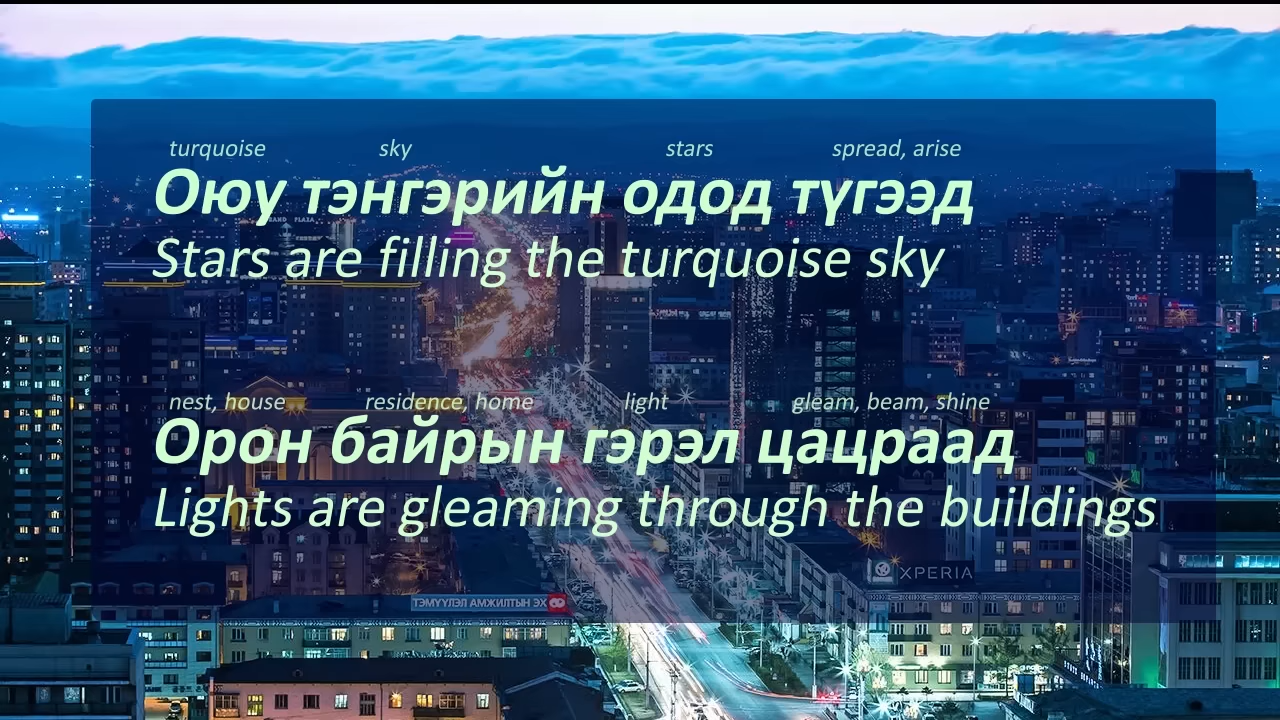 turquoise sky stars spread, arise
Оюу тэнгэрийн одод түгээд
Stars are filling the turquoise sky
nest, house residence, home light gleam, beam, shine
Орон байрын гэрэл цацраад
Lights are gleaming through the buildings
XPERIA
ТЭМҮҮЛЭЛ АМЖИЛТЫН ЭХ